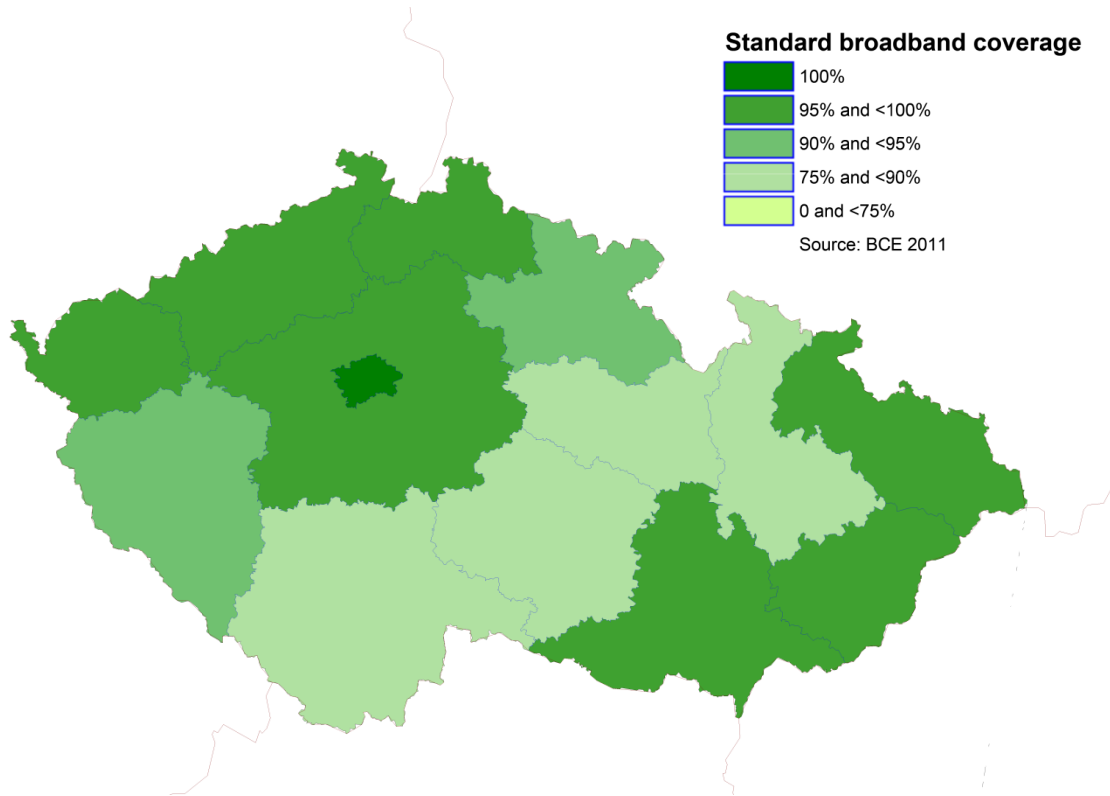 Standard broadband coverage
100%
95% and <100%
90% and <95%
75% and <90%
0 and <75%
Source: BCE 2011